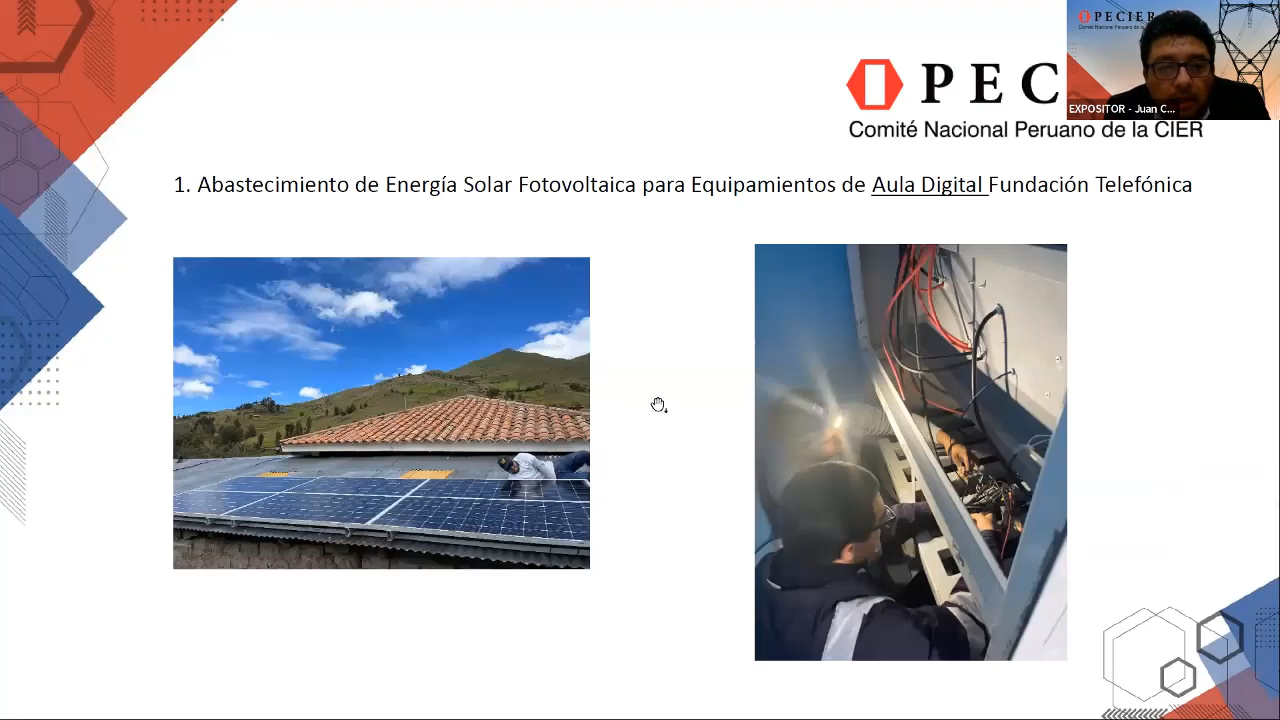 PECIER
Comité Nacional Peruano de la
EXPOSITOR - Juan C...
PEC
Comité Nacional Peruano de la CIER
1. Abastecimiento de Energía Solar Fotovoltaica para Equipamientos de Aula Digital Fundación Telefónica